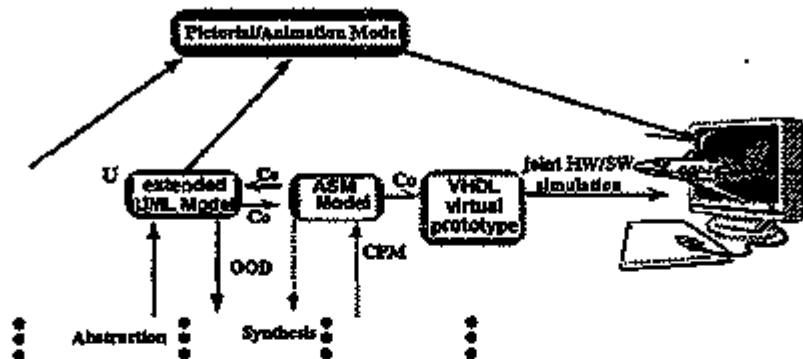 Pictorial/Animation Mode
U
extended
UML Model
Co
Co
ASM
Model
Co
VHDL
virtual
prototype
joint HW/SW
simulation
OOD
CFM
Abstraction
Synthesis